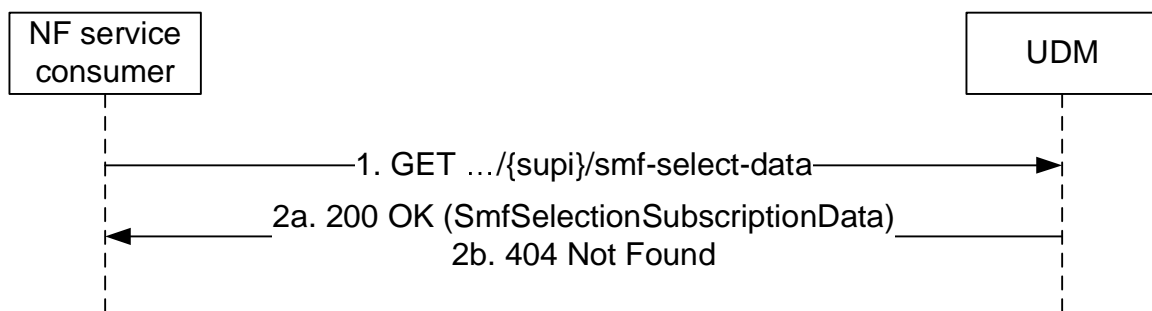 NF service
consumer
UDM
1. GET …/{supi}/smf-select-data
2a. 200 OK (SmfSelectionSubscriptionData)
2b. 404 Not Found